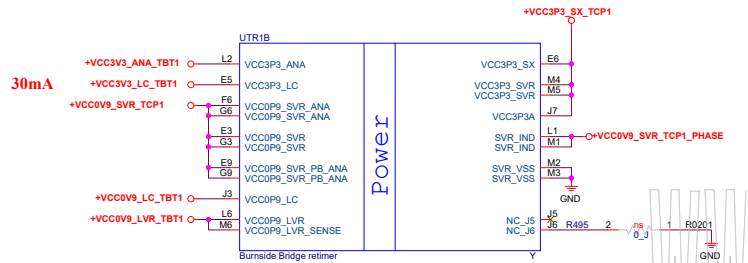 +VCC3P3_SX_TCP1
UTR1B
+VCC3V3_ANA_TBT1 L2 VCC3P3_ANA VCC3P3_SX E6
30mA +VCC3V3_LC_TBT1 E5 VCC3P3_LC VCC3P3_SVR M4
VCC3P3_SVR M5
+VCC0V9_SVR_TCP1 F6 VCC0P9_SVR_ANA
G6 VCC0P9_SVR_ANA VCC3P3A J7
E3 VCC0P9_SVR SVR_IND L1 +VCC0V9_SVR_TCP1_PHASE
G3 VCC0P9_SVR SVR_IND M1
Power
E9 VCC0P9_SVR_PB_ANA SVR_VSS M2
G9 VCC0P9_SVR_PB_ANA SVR_VSS M3
GND
+VCC0V9_LC_TBT1 J3 VCC0P9_LC
+VCC0V9_LVR_TBT1 L6 VCC0P9_LVR NC_J5 J5
M6 VCC0P9_LVR_SENSE NC_J6 J6 R495 2 ns 1 R0201
0_J
GND
Burnside Bridge retimer Y